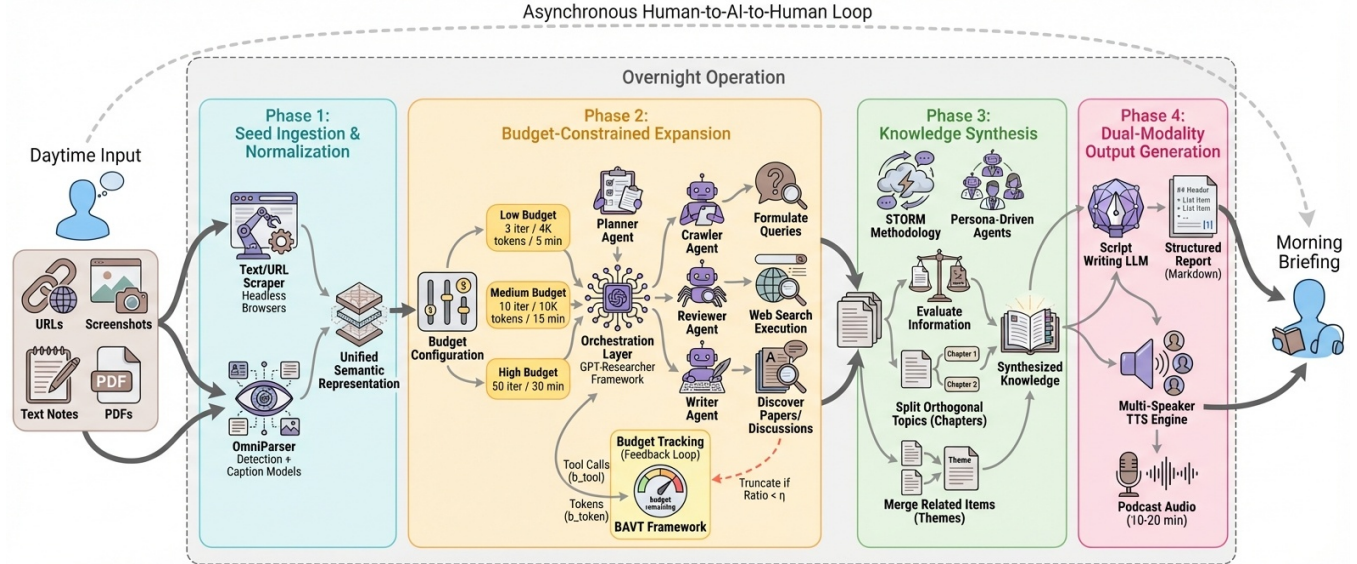 Asynchronous Human-to-AI-to-Human Loop
Overnight Operation
Daytime Input
URLs
Screenshots
Text Notes
PDF
PDFs
Phase 1:
Seed Ingestion &
Normalization
Text/URL
Scraper
Headless
Browsers
OmniParser
Detection +
Caption Models
Unified
Semantic
Representation
Phase 2:
Budget-Constrained Expansion
$
Budget
Configuration
Low Budget
3 iter / 4K
tokens / 5 min
Medium Budget
10 iter / 10K
tokens / 15 min
High Budget
50 iter / 30 min
Planner
Agent
Orchestration
Layer
GPT-Researcher
Framework
Crawler
Agent
Reviewer
Agent
Writer
Agent
?
Formulate
Queries
Web Search
Execution
A
Discover
Papers/
Discussions
Budget Tracking
(Feedback Loop)
budget
remaining
BAVT Framework
Tool Calls
(b_tool)
Tokens
(b_token)
Truncate if
Ratio < η
Phase 3:
Knowledge Synthesis
STORM
Methodology
Persona-Driven
Agents
Evaluate
Information
Chapter 1
Chapter 2
Split Orthogonal
Topics (Chapters)
Theme
Merge Related Items
(Themes)
Synthesized
Knowledge
Phase 4:
Dual-Modality
Output Generation
Script
Writing LLM
• List Item
• List Item
[1]
Structured
Report
(Markdown)
Multi-Speaker
TTS Engine
Podcast Audio
(10-20 min)
Morning
Briefing